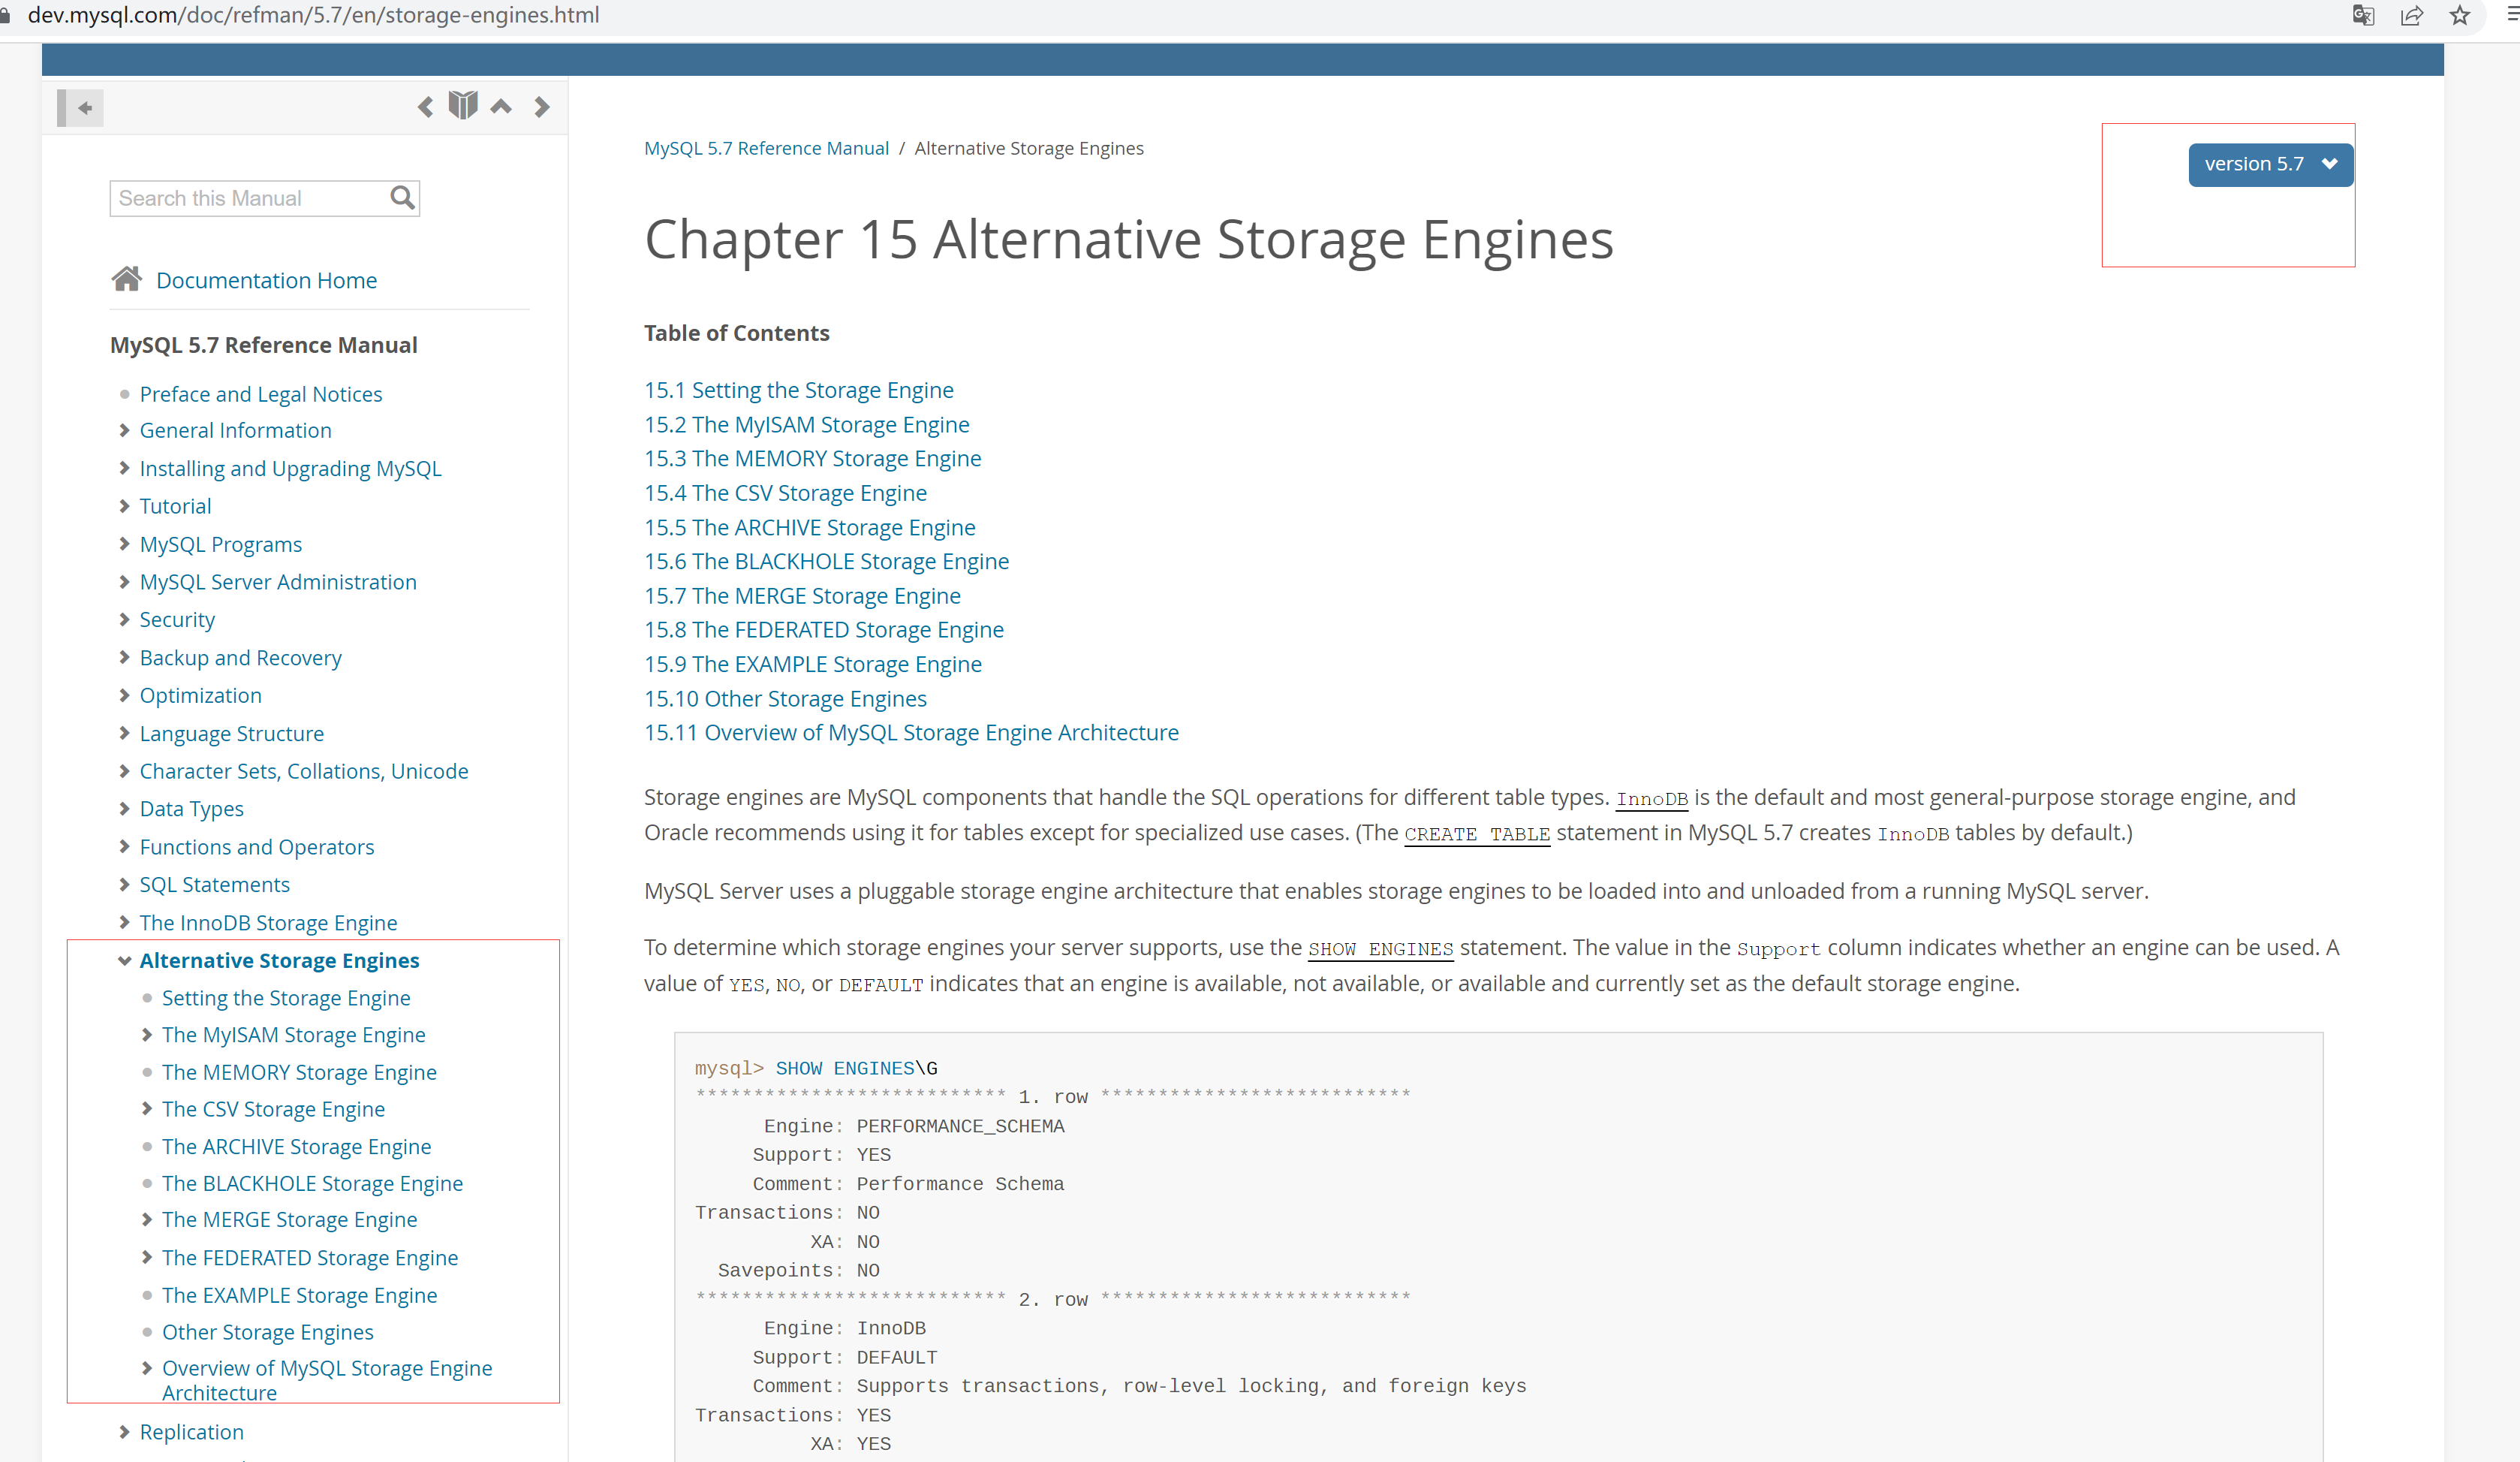 dev.mysql.com/doc/refman/5.7/en/storage-engines.html
Search this Manual
Documentation Home
MySQL 5.7 Reference Manual
Preface and Legal Notices
General Information
Installing and Upgrading MySQL
Tutorial
MySQL Programs
MySQL Server Administration
Security
Backup and Recovery
Optimization
Language Structure
Character Sets, Collations, Unicode
Data Types
Functions and Operators
SQL Statements
The InnoDB Storage Engine
Alternative Storage Engines
Setting the Storage Engine
The MyISAM Storage Engine
The MEMORY Storage Engine
The CSV Storage Engine
The ARCHIVE Storage Engine
The BLACKHOLE Storage Engine
The MERGE Storage Engine
The FEDERATED Storage Engine
The EXAMPLE Storage Engine
Other Storage Engines
Overview of MySQL Storage Engine
Architecture
Replication
MySQL 5.7 Reference Manual / Alternative Storage Engines
version 5.7
Chapter 15 Alternative Storage Engines
Table of Contents
15.1 Setting the Storage Engine
15.2 The MyISAM Storage Engine
15.3 The MEMORY Storage Engine
15.4 The CSV Storage Engine
15.5 The ARCHIVE Storage Engine
15.6 The BLACKHOLE Storage Engine
15.7 The MERGE Storage Engine
15.8 The FEDERATED Storage Engine
15.9 The EXAMPLE Storage Engine
15.10 Other Storage Engines
15.11 Overview of MySQL Storage Engine Architecture
Storage engines are MySQL components that handle the SQL operations for different table types. InnoDB is the default and most general-purpose storage engine, and
Oracle recommends using it for tables except for specialized use cases. (The CREATE TABLE statement in MySQL 5.7 creates InnoDB tables by default.)
MySQL Server uses a pluggable storage engine architecture that enables storage engines to be loaded into and unloaded from a running MySQL server.
To determine which storage engines your server supports, use the SHOW ENGINES statement. The value in the Support column indicates whether an engine can be used. A
value of YES, NO, or DEFAULT indicates that an engine is available, not available, or available and currently set as the default storage engine.
mysql> SHOW ENGINES\G
*************************** 1. row ***************************
Engine: PERFORMANCE_SCHEMA
Support: YES
Comment: Performance Schema
Transactions: NO
XA: NO
Savepoints: NO
*************************** 2. row ***************************
Engine: InnoDB
Support: DEFAULT
Comment: Supports transactions, row-level locking, and foreign keys
Transactions: YES
XA: YES